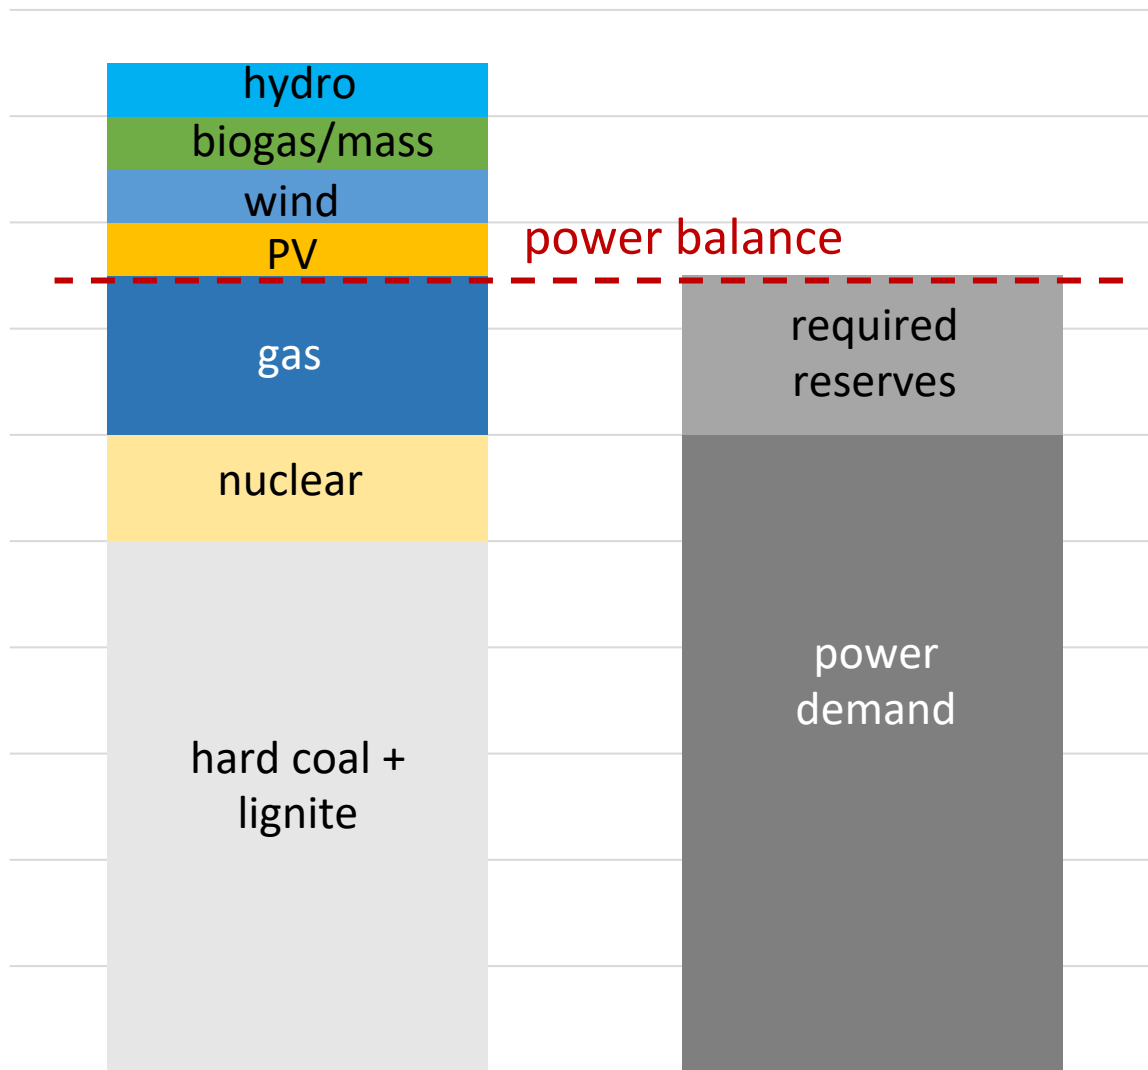 hydro
biogas/mass
wind
PV
power balance
gas
required
reserves
nuclear
power
demand
hard coal +
lignite